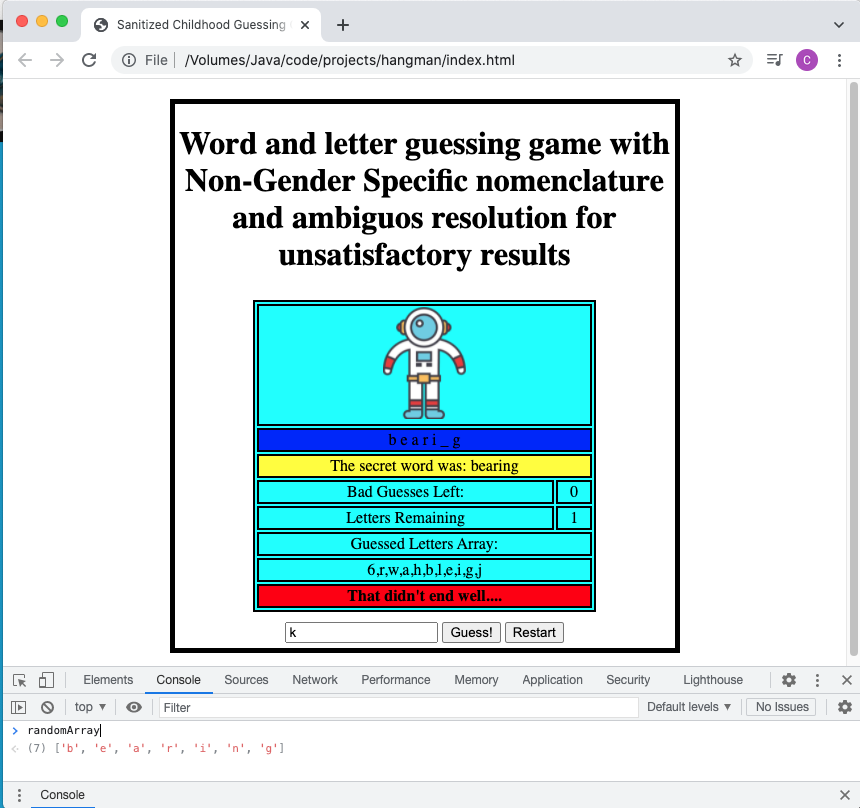 Sanitized Childhood Guessing
File /Volumes/Java/code/projects/hangman/index.html
C
Word and letter guessing game with
Non-Gender Specific nomenclature
and ambiguos resolution for
unsatisfactory results
b e a r i _ g
The secret word was: bearing
Bad Guesses Left: 0
Letters Remaining 1
Guessed Letters Array:
6,r,w,a,h,b,l,e,i,g,j
That didn't end well....
k Guess! Restart
Elements Console Sources Network Performance Memory Application Security Lighthouse
top Filter Default levels No Issues
randomArray
(7) ['b', 'e', 'a', 'r', 'i', 'n', 'g']
Console